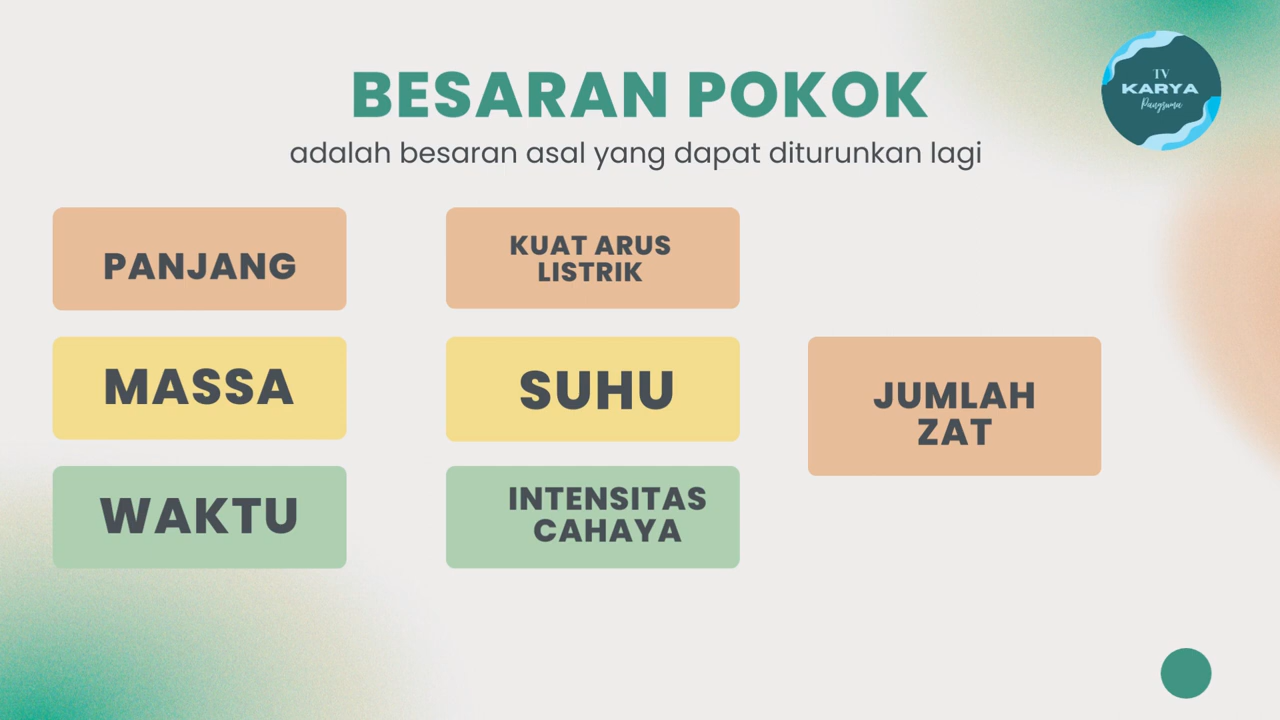 BESARAN POKOK
adalah besaran asal yang dapat diturunkan lagi
TV
KARYA
Pangsuma
PANJANG
KUAT ARUS
LISTRIK
MASSA
SUHU
JUMLAH
ZAT
WAKTU
INTENSITAS
CAHAYA